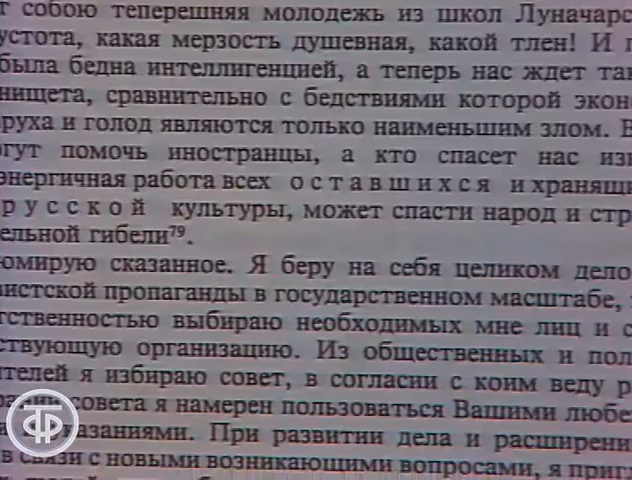 т собою теперешняя молодежь из школ Луначарс
устота, какая мерзость душевная, какой тлен! И
была бедна интеллигенцией, а теперь нас ждет та
нищета, сравнительно с бедствиями которой эконо
руха и голод являются только наименьшим злом. В
огут помочь иностранцы, а кто спасет нас из
энергичная работа всех оставшихся и хранящи
русской культуры, может спасти народ и стр
ельной гибели⁷⁹.
юмирую сказанное. Я беру на себя целиком дело
истской пропаганды в государственном масштабе,
тственностью выбираю необходимых мне лиц и с
ствующую организацию. Из общественных и пол
ителей я избираю совет, в согласии с коим веду р
совета я намерен пользоваться Вашими любе
азаниями. При развитии дела и расширени
в связи с новыми возникающими вопросами, я приг